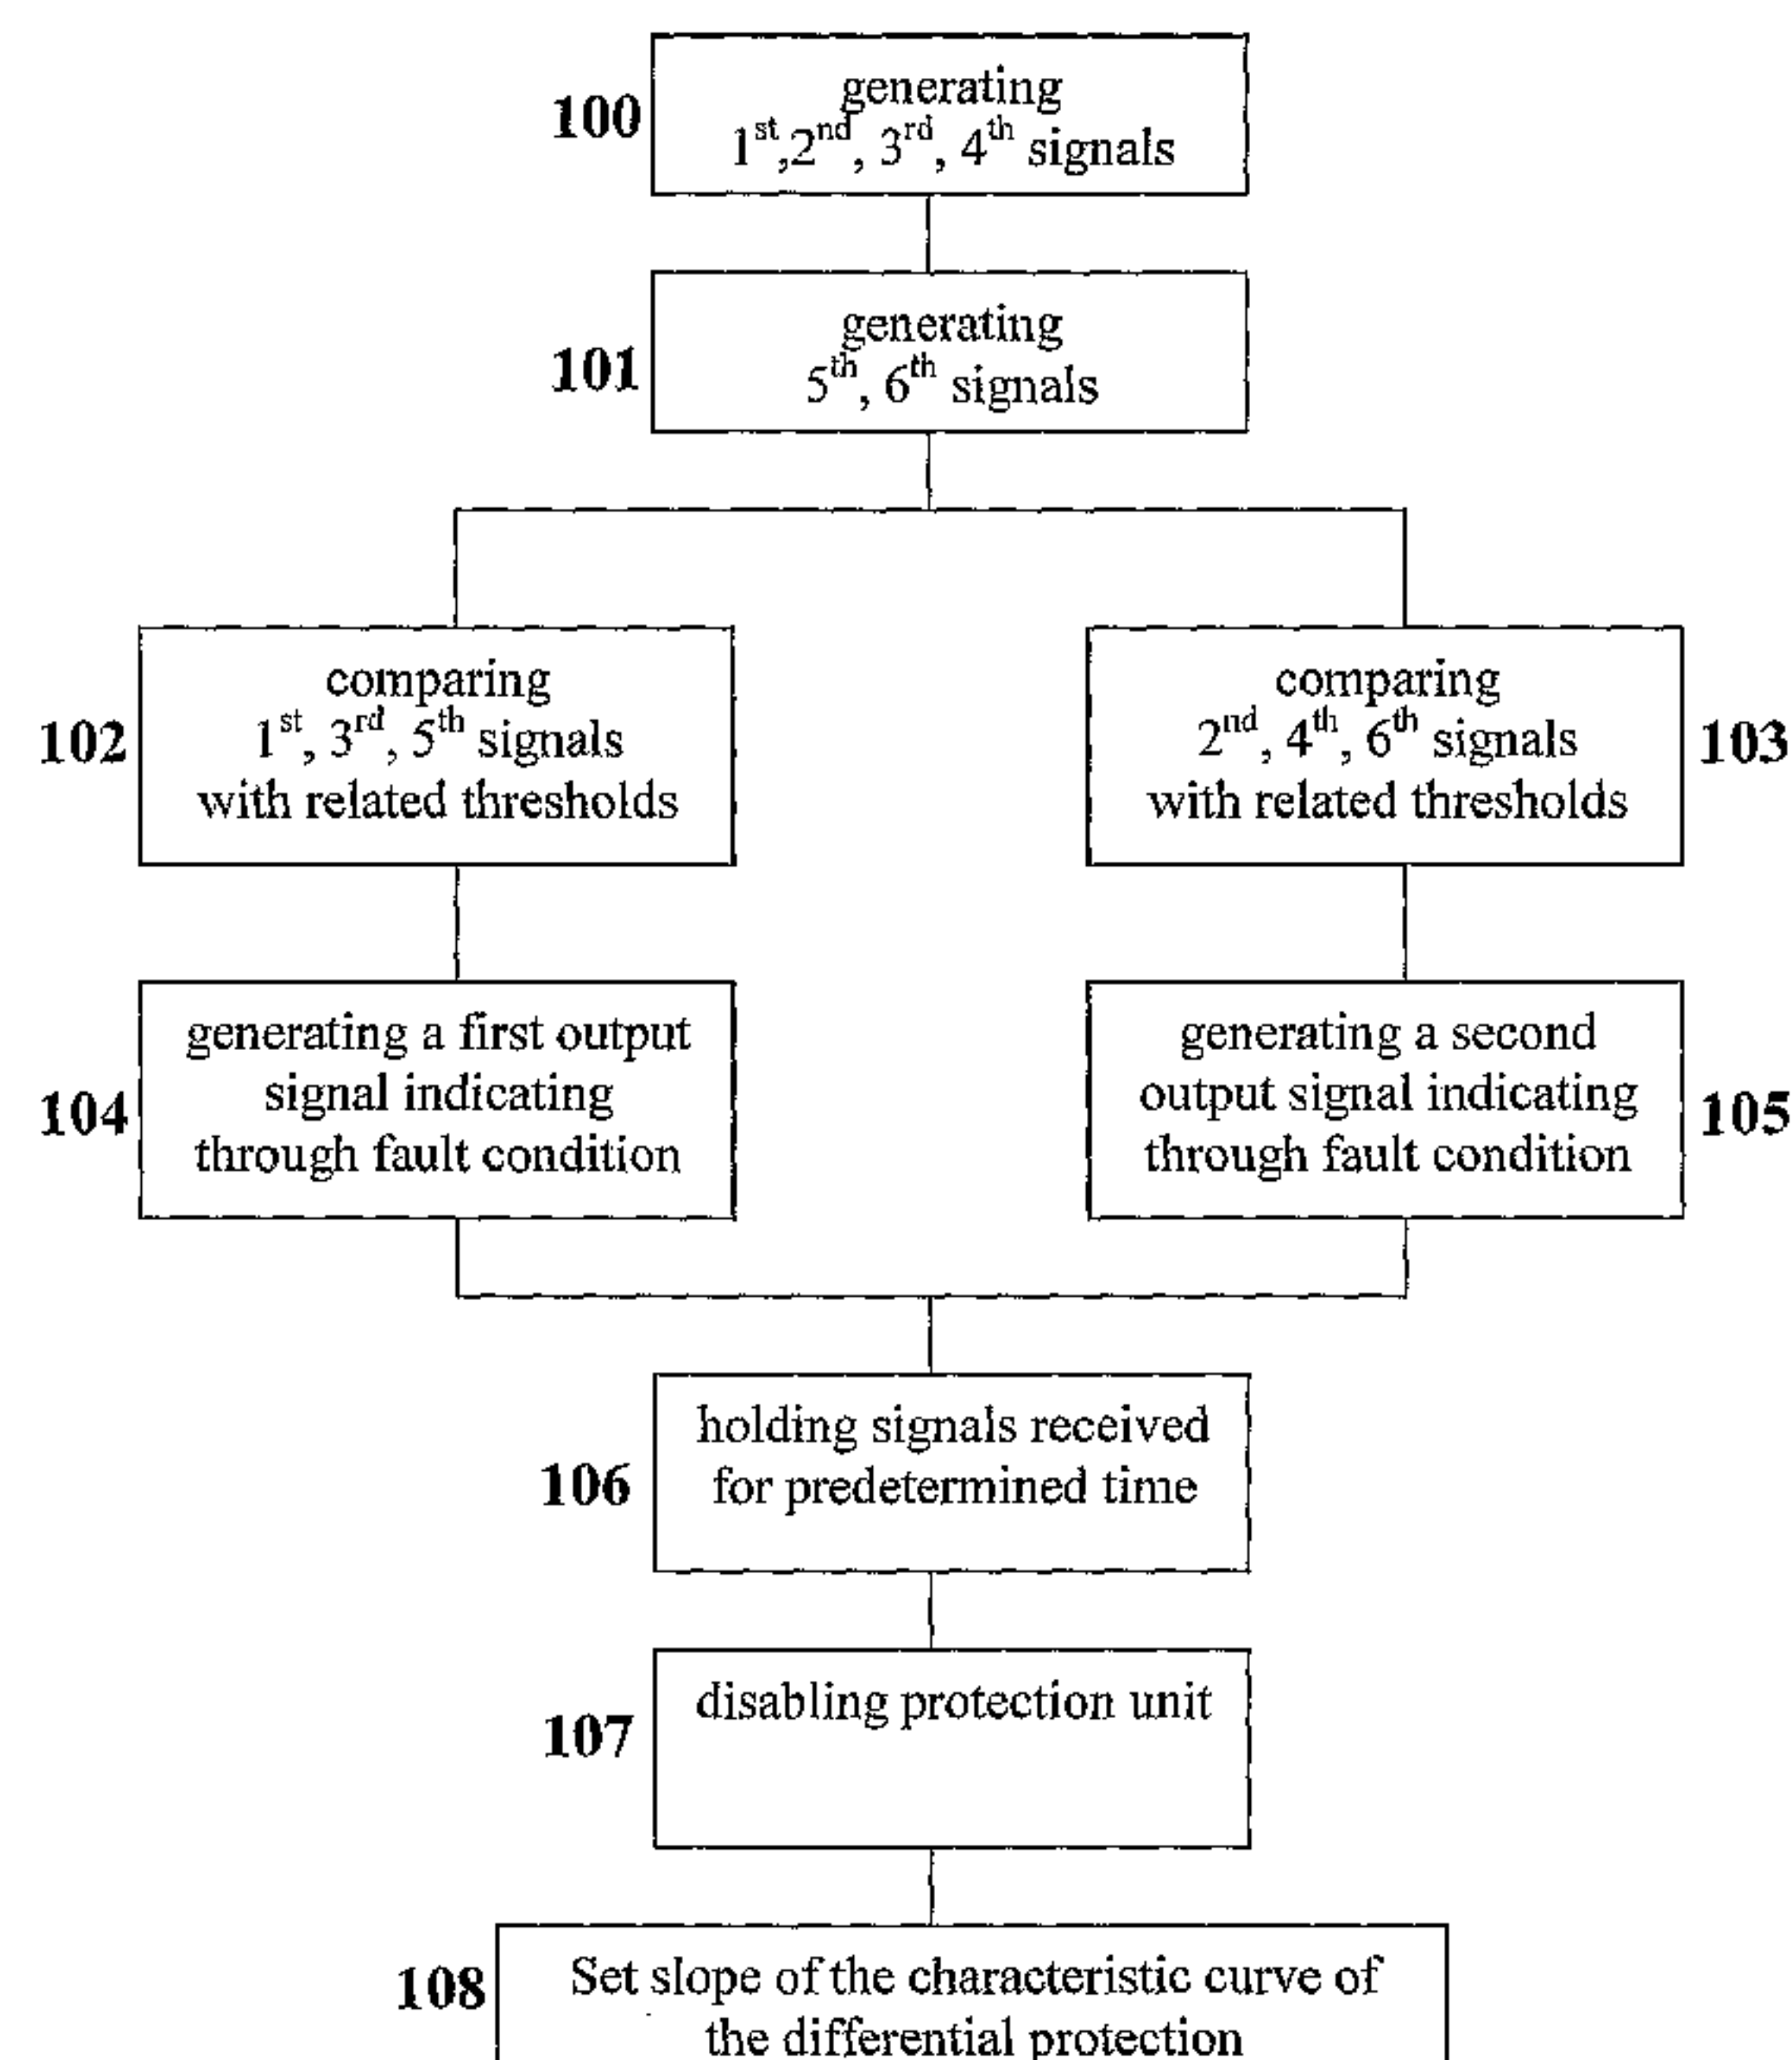 100
generating
1st,2nd, 3rd, 4th signals
101
generating
5th, 6th signals
102
comparing
1st, 3rd, 5th signals
with related thresholds
comparing
2nd, 4th, 6th signals
with related thresholds
103
104
generating a first output
signal indicating
through fault condition
generating a second
output signal indicating
through fault condition
105
106
holding signals received
for predetermined time
107
disabling protection unit
108
Set slope of the characteristic curve of
the differential protection